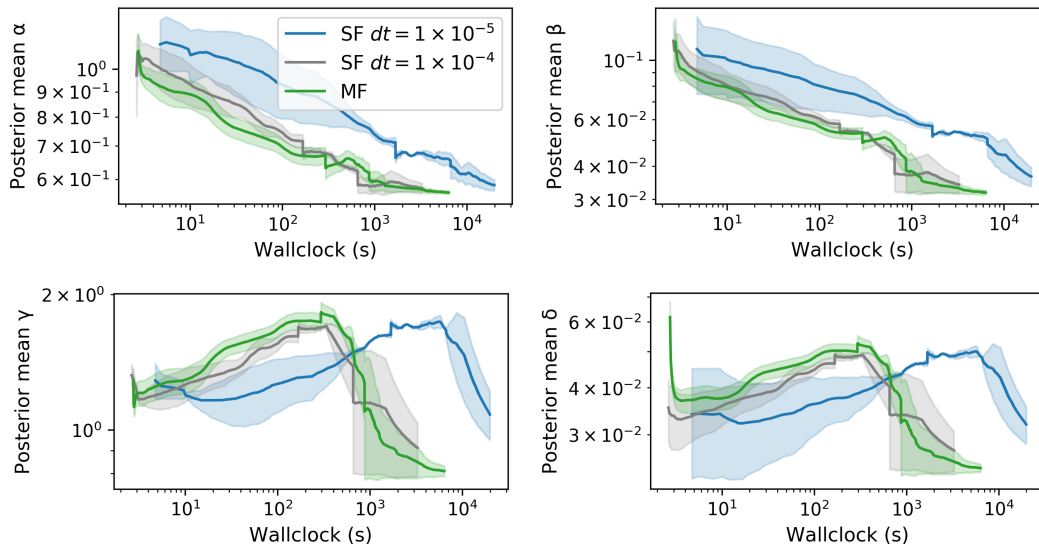 SF dt = 1 × 10⁻⁵
SF dt = 1 × 10⁻⁴
MF
Posterior mean α
10⁰
9 × 10⁻¹
8 × 10⁻¹
7 × 10⁻¹
6 × 10⁻¹
10¹ 10² 10³ 10⁴
Wallclock (s)
Posterior mean β
10⁻¹
6 × 10⁻²
4 × 10⁻²
3 × 10⁻²
10¹ 10² 10³ 10⁴
Wallclock (s)
Posterior mean γ
2 × 10⁰
10⁰
10¹ 10² 10³ 10⁴
Wallclock (s)
Posterior mean δ
6 × 10⁻²
4 × 10⁻²
3 × 10⁻²
10¹ 10² 10³ 10⁴
Wallclock (s)